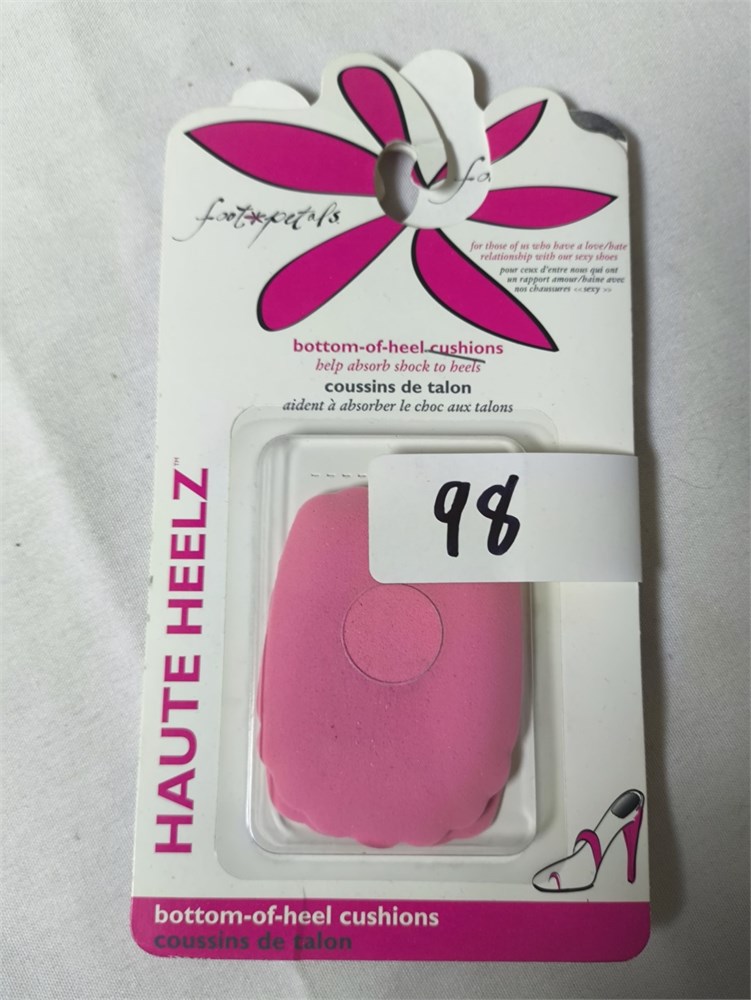 foot*petals
fo
for those of us who have a love/hate
relationship with our sexy shoes
pour ceux d'entre nous qui ont
un rapport amour/haine avec
nos chaussures «sexy»
bottom-of-heel cushions
help absorb shock to heels
coussins de talon
aident à absorber le choc aux talons
98
HAUTE HEELZ™
bottom-of-heel cushions
coussins de talon